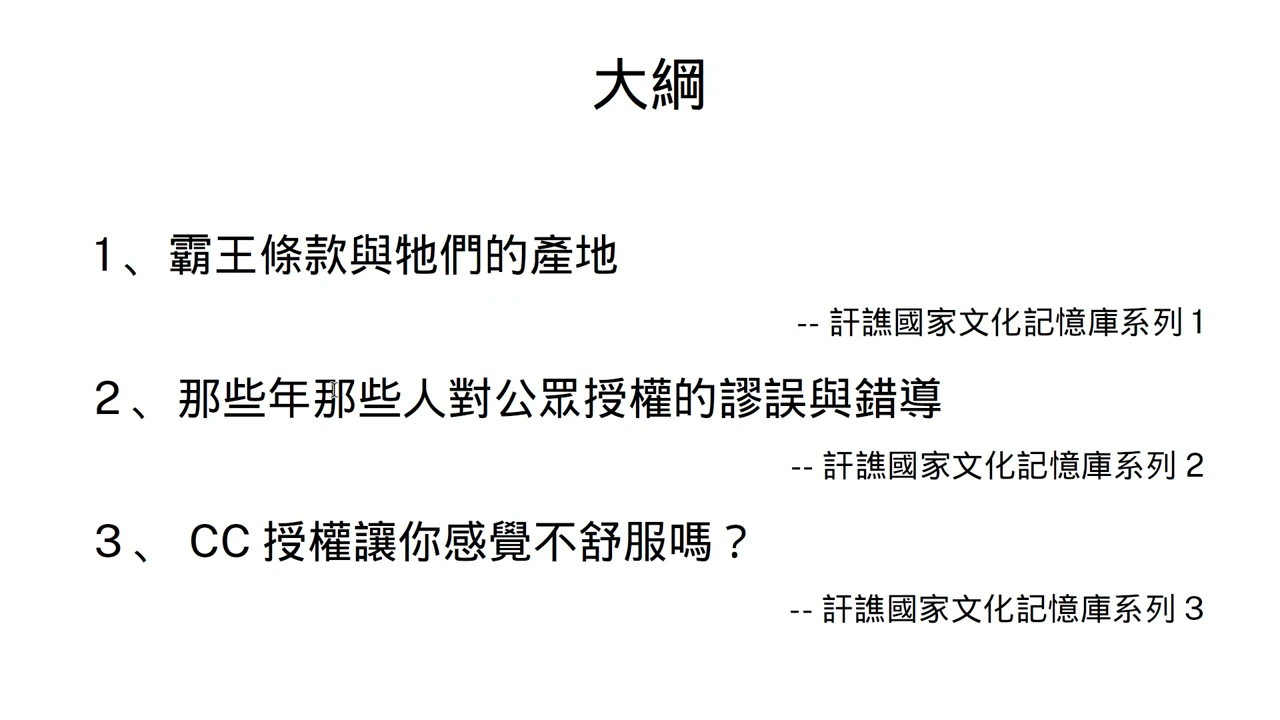 大綱
1、霸王條款與牠們的產地
-- 訐譙國家文化記憶庫系列 1
2、那些年那些人對公眾授權的謬誤與錯導
-- 訐譙國家文化記憶庫系列 2
3、 CC 授權讓你感覺不舒服嗎？
-- 訐譙國家文化記憶庫系列 3